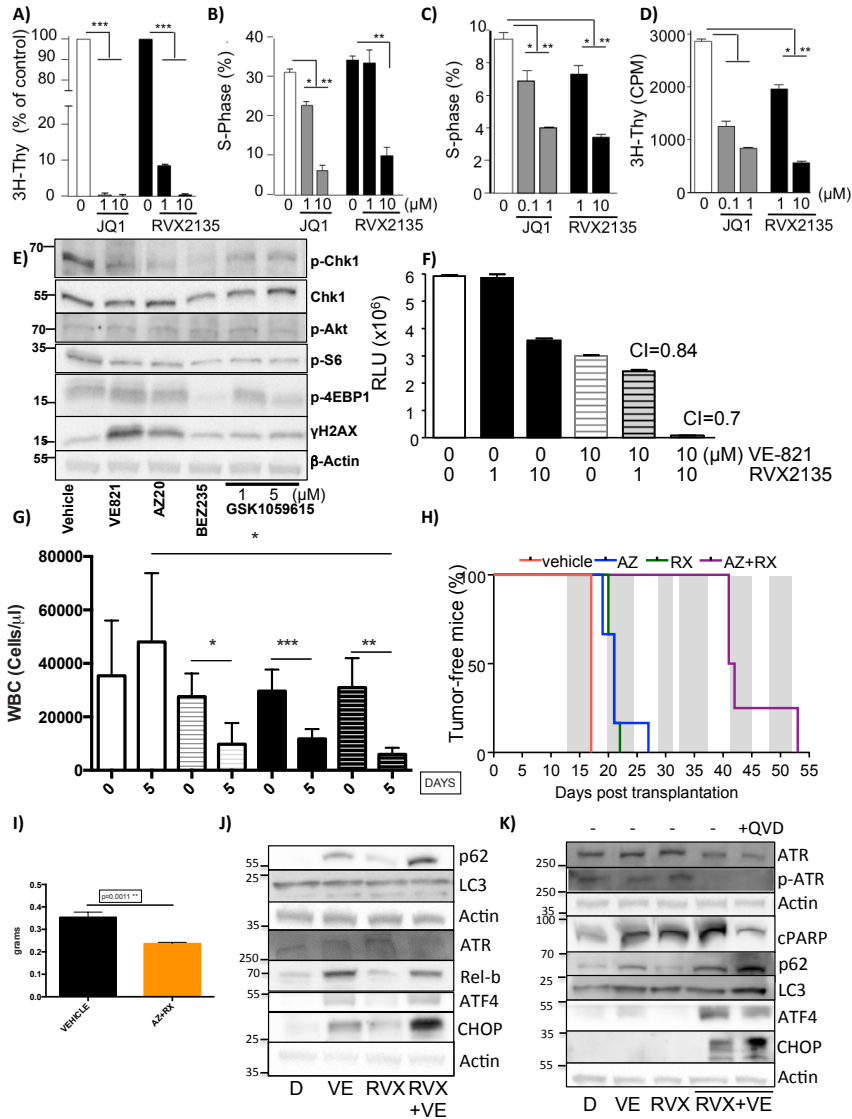 A)
3H-Thy (% of control)
100
90
80
20
10
0
***
***
0 1 10 0 1 10
JQ1 RVX2135
B)
S-Phase (%)
40
30
20
10
0
* **
**
0 1 10 0 1 10 (μM)
JQ1 RVX2135
C)
S-phase (%)
10
8
6
4
2
0
* ** * **
0 0.1 1 1 10
JQ1 RVX2135
D)
3H-Thy (CPM)
3000
2000
1000
0
* **
0 0.1 1 1 10 (μM)
JQ1 RVX2135
E)
70 p-Chk1
55 Chk1
70 p-Akt
35 p-S6
15 p-4EBP1
15 γH2AX
55 β-Actin
Vehicle VE821 AZ20 BEZ235 1 5 (μM)
GSK1059615
F)
RLU (x10⁶)
6
5
4
3
2
1
0
CI=0.84
CI=0.7
0 0 0 10 10 10 (μM) VE-821
0 1 10 0 1 10 RVX2135
G)
WBC (Cells/μl)
80000
60000
40000
20000
0
*
* *** **
0 5 0 5 0 5 0 5 DAYS
H)
vehicle AZ RX AZ+RX
Tumor-free mice (%)
100
50
0
0 5 10 15 20 25 30 35 40 45 50 55
Days post transplantation
I)
p=0.0011 **
grams
0.5
0.4
0.3
0.2
0.1
0.0
VEHICLE AZ+RX
J)
55 p62
LC3
35 Actin
250 ATR
70 Rel-b
55 ATF4
25 CHOP
35 Actin
D VE RVX RVX
+VE
K)
- - - - +QVD
250 ATR
250 p-ATR
35 Actin
100 cPARP
70 p62
25 LC3
55 ATF4
35
25 CHOP
55
35 Actin
D VE RVX RVX+VE